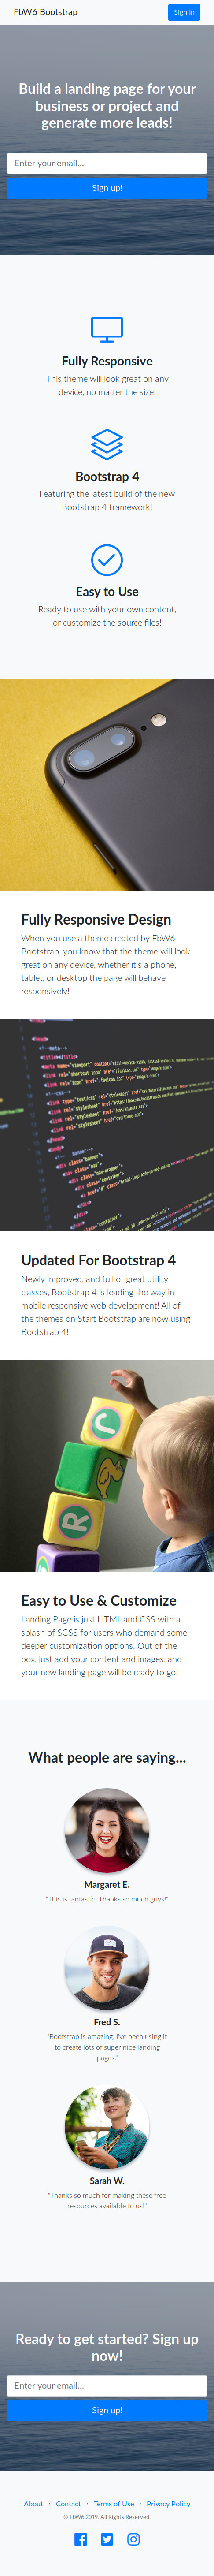 FbW6 Bootstrap
Sign In
Build a landing page for your
business or project and
generate more leads!
Enter your email...
Sign up!
Fully Responsive
This theme will look great on any
device, no matter the size!
Bootstrap 4
Featuring the latest build of the new
Bootstrap 4 framework!
Easy to Use
Ready to use with your own content,
or customize the source files!
Fully Responsive Design
When you use a theme created by FbW6
Bootstrap, you know that the theme will look
great on any device, whether it's a phone,
tablet, or desktop the page will behave
responsively!
Updated For Bootstrap 4
Newly improved, and full of great utility
classes, Bootstrap 4 is leading the way in
mobile responsive web development! All of
the themes on Start Bootstrap are now using
Bootstrap 4!
R
Easy to Use & Customize
Landing Page is just HTML and CSS with a
splash of SCSS for users who demand some
deeper customization options. Out of the
box, just add your content and images, and
your new landing page will be ready to go!
What people are saying...
Margaret E.
"This is fantastic! Thanks so much guys!"
Fred S.
"Bootstrap is amazing. I've been using it
to create lots of super nice landing
pages."
Sarah W.
"Thanks so much for making these free
resources available to us!"
Ready to get started? Sign up
now!
Enter your email...
Sign up!
About · Contact · Terms of Use · Privacy Policy
© FbW6 2019. All Rights Reserved.